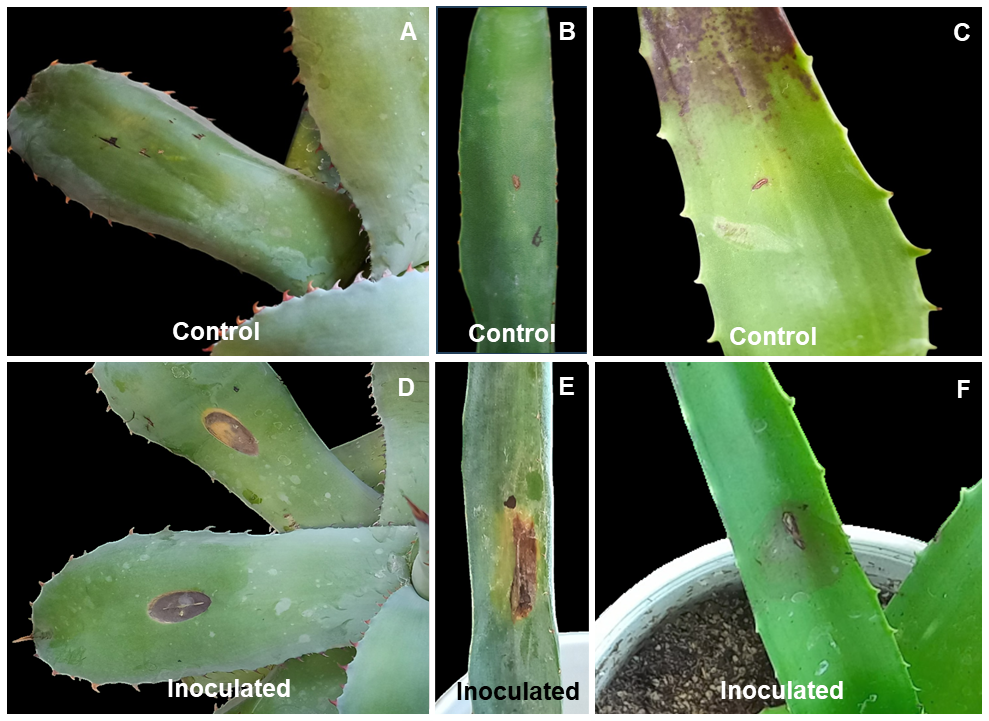 A
B
C
Control
Control
Control
D
E
F
Inoculated
Inoculated
Inoculated